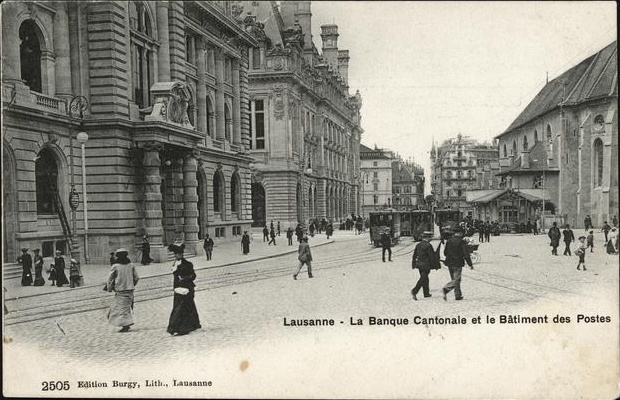 Lausanne - La Banque Cantonale et le Bâtiment des Postes
2505 Edition Burgy, Lith., Lausanne